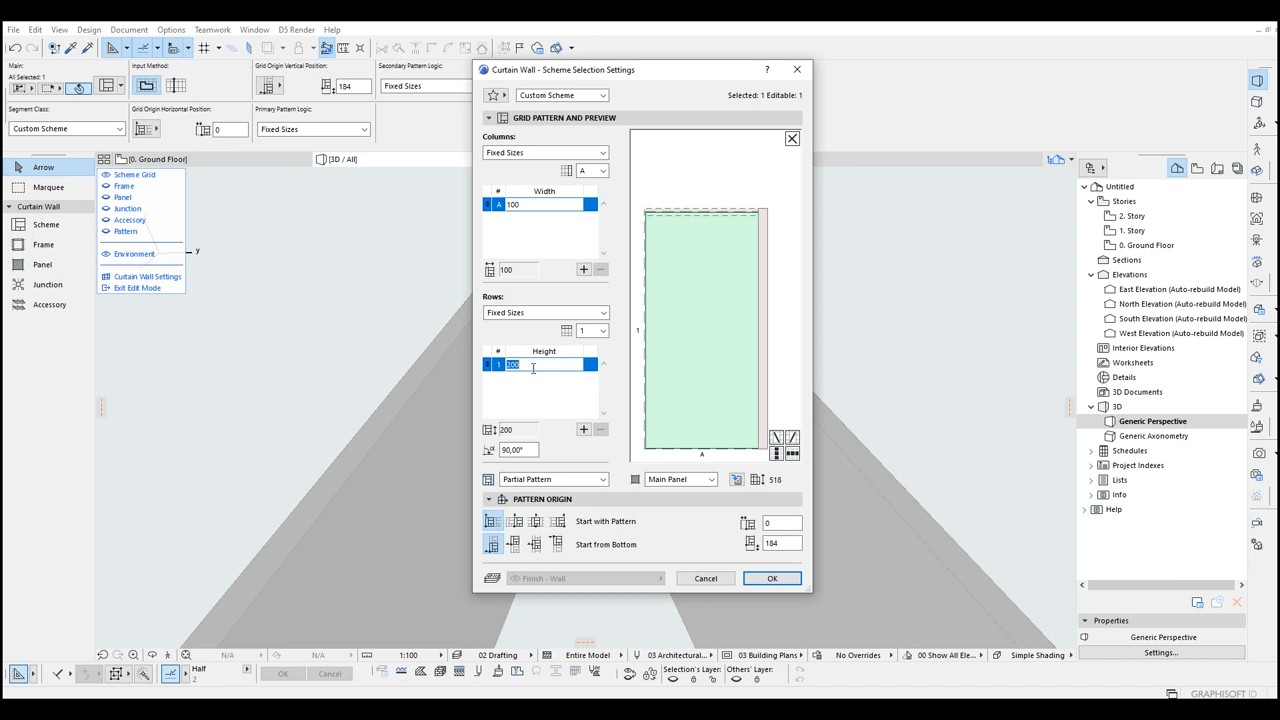 File Edit View Design Document Options Teamwork Window D5 Render Help
Main:
All Selected: 1
Input Method:
Grid Origin Vertical Position:
184
Secondary Pattern Logic:
Fixed Sizes
Segment Class:
Custom Scheme
Grid Origin Horizontal Position:
0
Primary Pattern Logic:
Fixed Sizes
Arrow
Marquee
Curtain Wall
Scheme
Frame
Panel
Junction
Accessory
[0. Ground Floor]
[3D / All]
Scheme Grid
Frame
Panel
Junction
Accessory
Pattern
Environment
Curtain Wall Settings
Exit Edit Mode
y
Curtain Wall - Scheme Selection Settings
?
Custom Scheme
Selected: 1 Editable: 1
GRID PATTERN AND PREVIEW
Columns:
Fixed Sizes
A
# Width
A 100
100
Rows:
Fixed Sizes
1
# Height
1 200
200
90,00°
1
A
Partial Pattern
Main Panel
518
PATTERN ORIGIN
Start with Pattern
0
Start from Bottom
184
Finish - Wall
Cancel
OK
Untitled
Stories
2. Story
1. Story
0. Ground Floor
Sections
Elevations
East Elevation (Auto-rebuild Model)
North Elevation (Auto-rebuild Model)
South Elevation (Auto-rebuild Model)
West Elevation (Auto-rebuild Model)
Interior Elevations
Worksheets
Details
3D Documents
3D
Generic Perspective
Generic Axonometry
Schedules
Project Indexes
Lists
Info
Help
Properties
Generic Perspective
Settings...
N/A
N/A
1:100
02 Drafting
Entire Model
03 Architectural...
03 Building Plans
No Overrides
00 Show All Ele...
Simple Shading
Half
2
OK
Cancel
Selection's Layer:
Others' Layer:
GRAPHISOFT ID